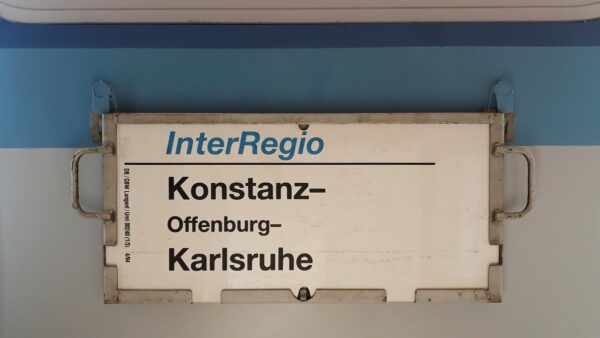 InterRegio
Konstanz–
Offenburg–
Karlsruhe